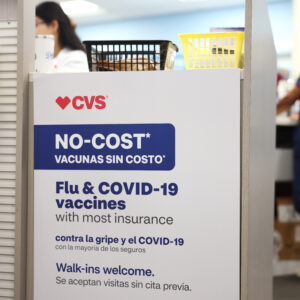 CVS
NO-COST*
VACUNAS SIN COSTO*
Flu & COVID-19
vaccines
with most insurance
contra la gripe y el COVID-19
con la mayoría de los seguros
Walk-ins welcome.
Se aceptan visitas sin cita previa.